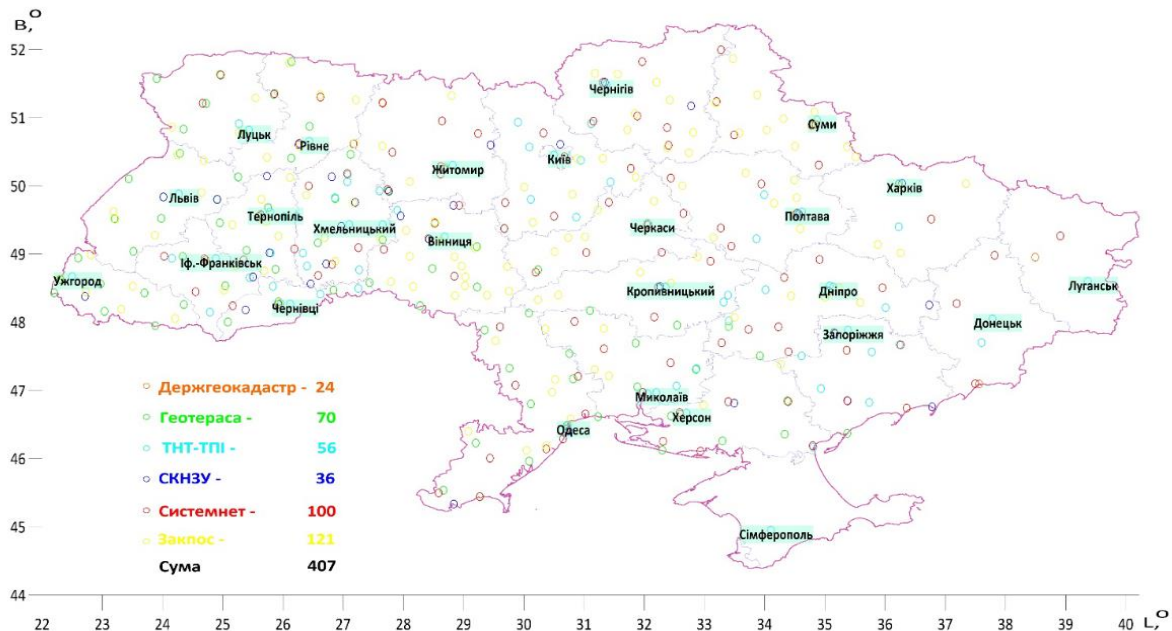 В,⁰
52
51
50
49
48
47
46
45
44
Чернігів
Суми
Луцьк
Рівне
Київ
Житомир
Харків
Львів
Тернопіль
Полтава
Хмельницький
Черкаси
Вінниця
Іф.-Франківськ
Ужгород
Кропивницький
Дніпро
Луганськ
Чернівці
Донецьк
Запоріжжя
Миколаїв
Херсон
Одеса
Сімферополь
Держгеокадастр - 24
Геотераса - 70
ТНТ-ТПІ - 56
СКНЗУ - 36
Системнет - 100
Закпос - 121
Сума 407
22 23 24 25 26 27 28 29 30 31 32 33 34 35 36 37 38 39 40 L,⁰